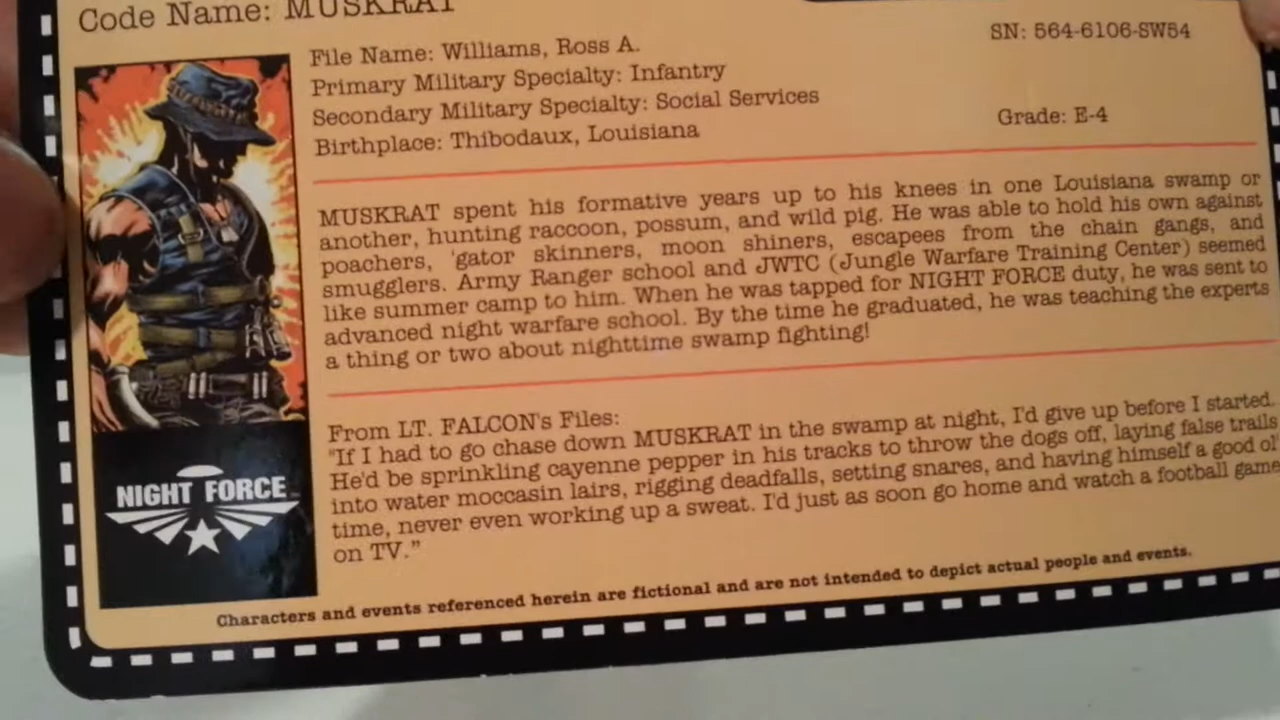 Code Name: MUSKRAT
File Name: Williams, Ross A.
SN: 564-6106-SW54
Primary Military Specialty: Infantry
Secondary Military Specialty: Social Services
Grade: E-4
Birthplace: Thibodaux, Louisiana
MUSKRAT spent his formative years up to his knees in one Louisiana swamp or
another, hunting raccoon, possum, and wild pig. He was able to hold his own against
poachers, 'gator skinners, moon shiners, escapees from the chain gangs, and
smugglers. Army Ranger school and JWTC (Jungle Warfare Training Center) seemed
like summer camp to him. When he was tapped for NIGHT FORCE duty, he was sent to
advanced night warfare school. By the time he graduated, he was teaching the experts
a thing or two about nighttime swamp fighting!
From LT. FALCON's Files:
"If I had to go chase down MUSKRAT in the swamp at night, I'd give up before I started.
He'd be sprinkling cayenne pepper in his tracks to throw the dogs off, laying false trails
into water moccasin lairs, rigging deadfalls, setting snares, and having himself a good ol
time, never even working up a sweat. I'd just as soon go home and watch a football game
on TV."
NIGHT FORCE
Characters and events referenced herein are fictional and are not intended to depict actual people and events.